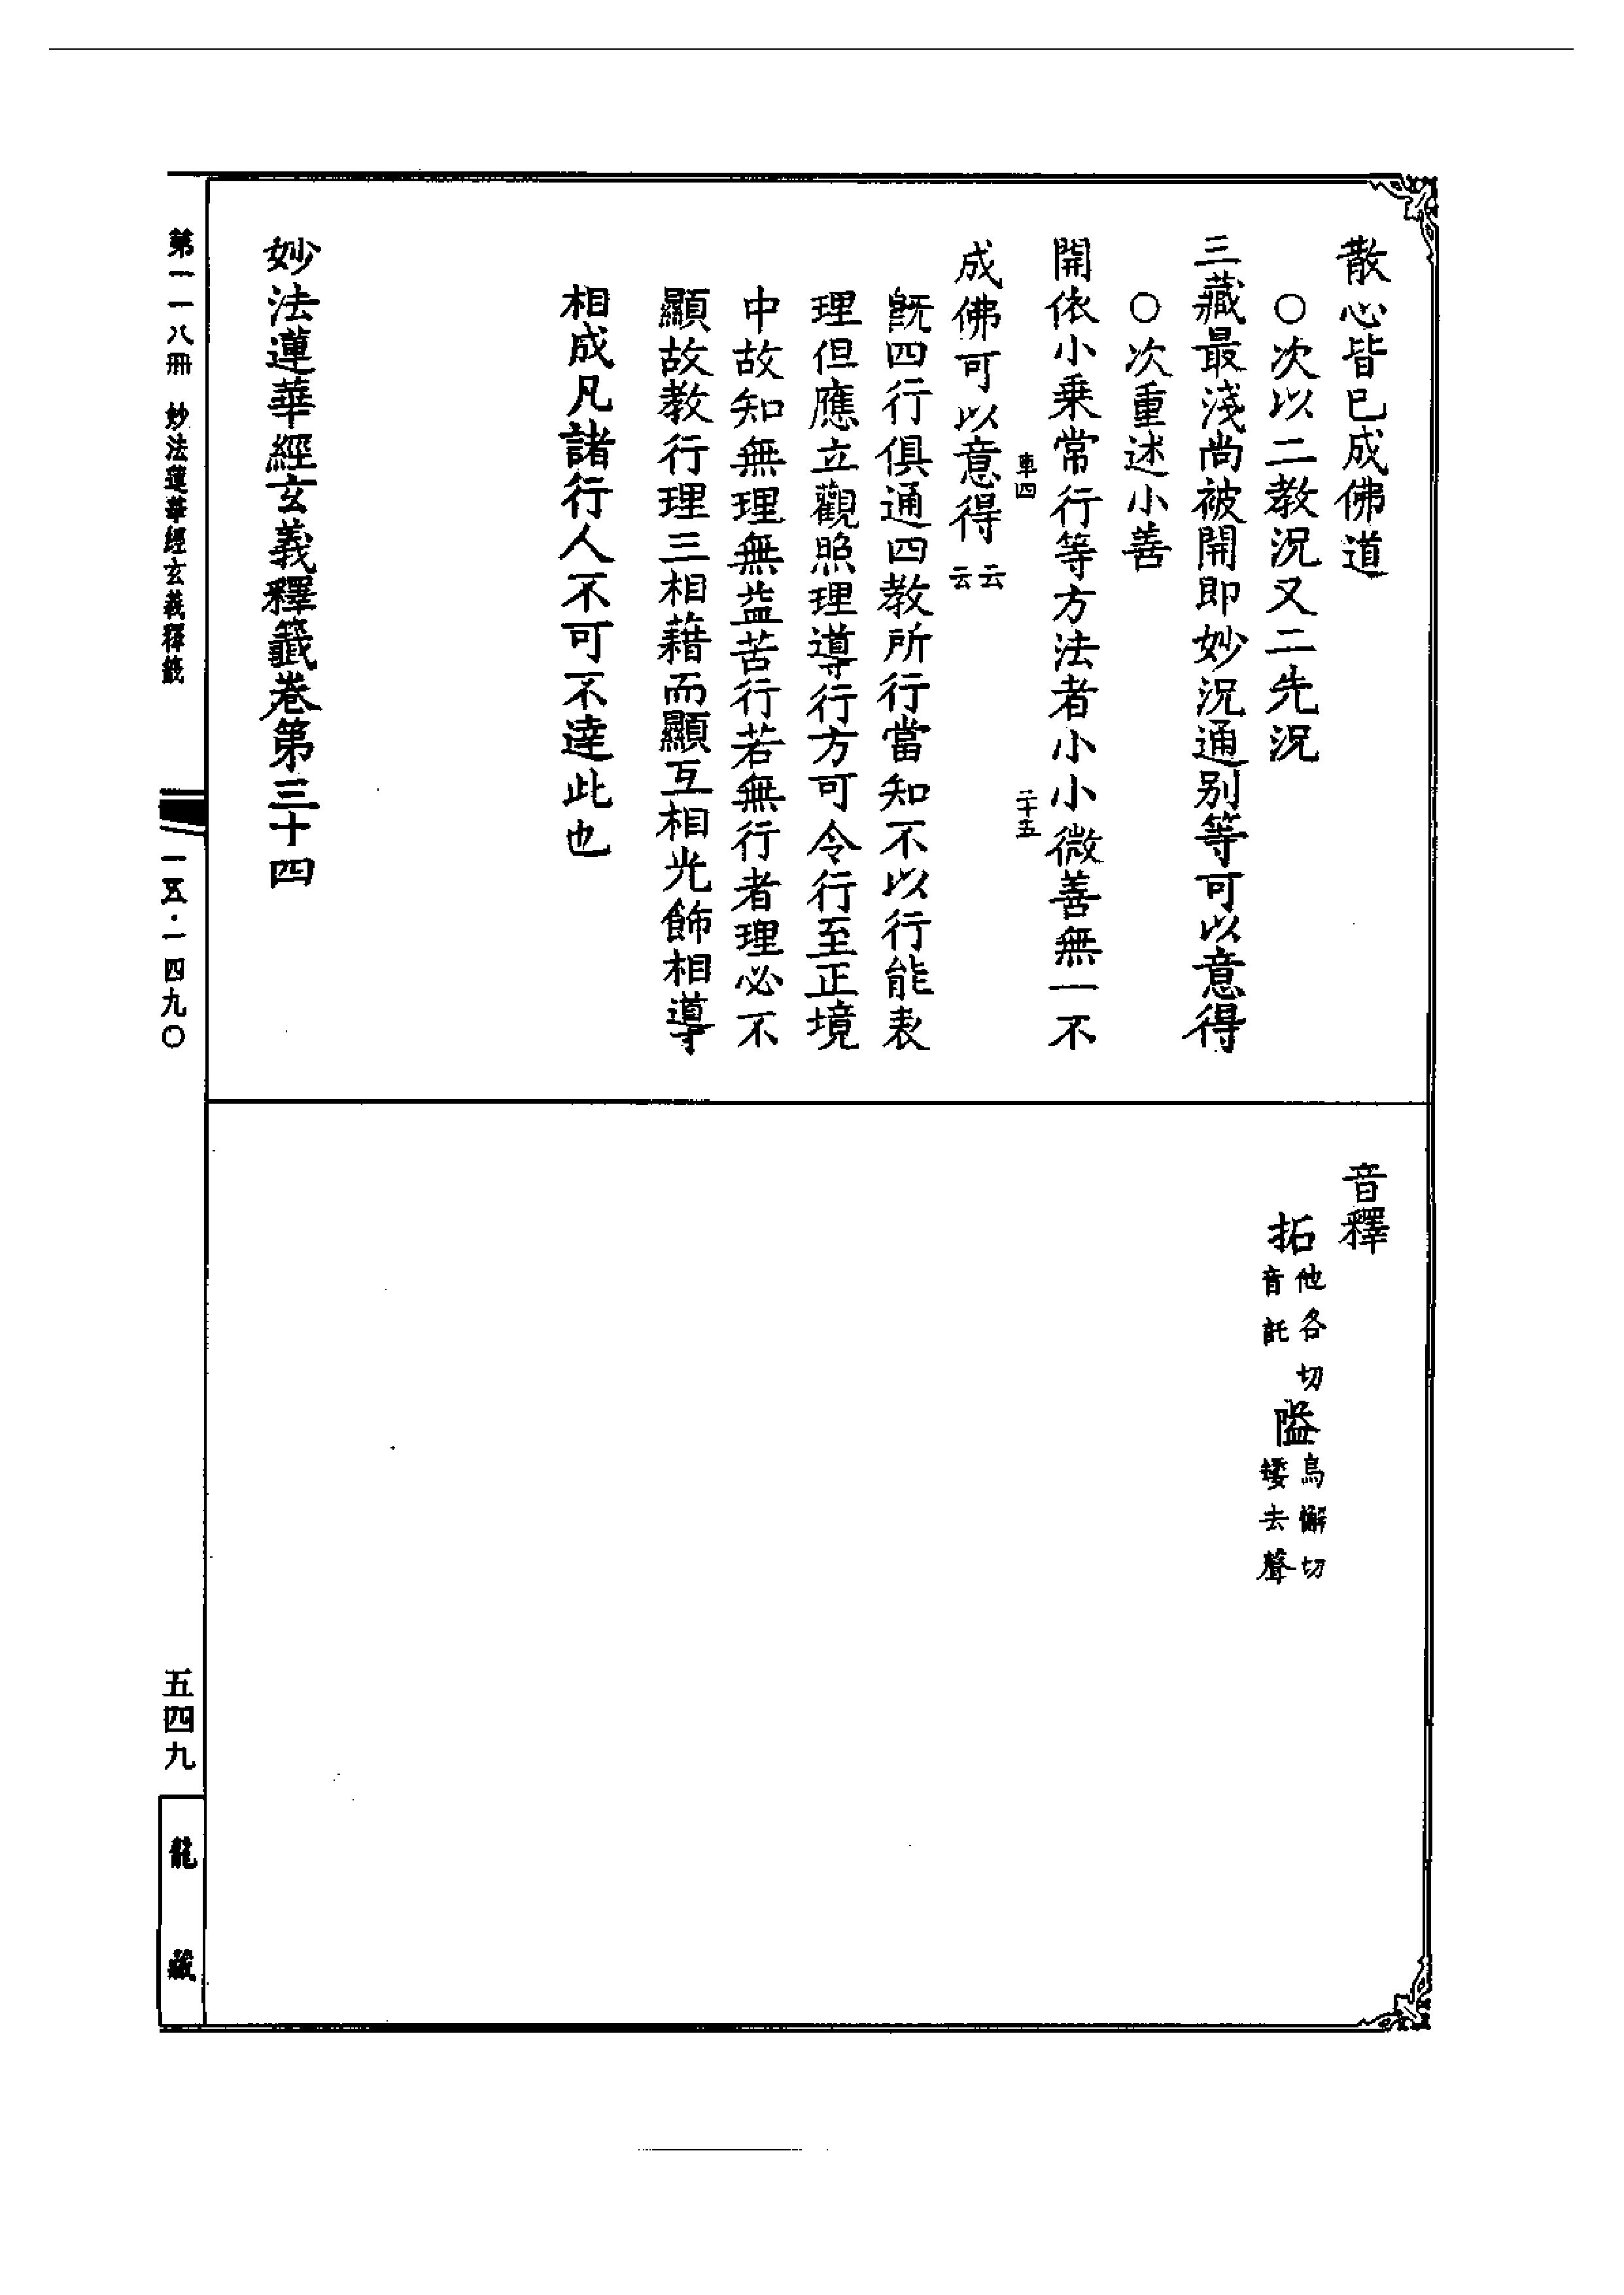 散心皆已成佛道
○次以二教況又二先況
三藏最淺尚被開即妙況通別等可以意得
○次重述小善
開依小乗常行等方法者小小微善無一不
車四
二十五
成佛可以意得云云
旣四行俱通四教所行當知不以行能表
理但應立觀照理導行方可令行至正境
中故知無理無益苦行若無行者理必不
顯故教行理三相藉而顯互相光飾相導
相成凡諸行人不可不達此也
妙法蓮華經玄義釋籤卷第三十四
音釋
拓他各切音託 隘烏懈切矮去聲
第一一八冊 妙法蓮華經玄義釋籤
一一五·一四九〇
五四九
龍藏